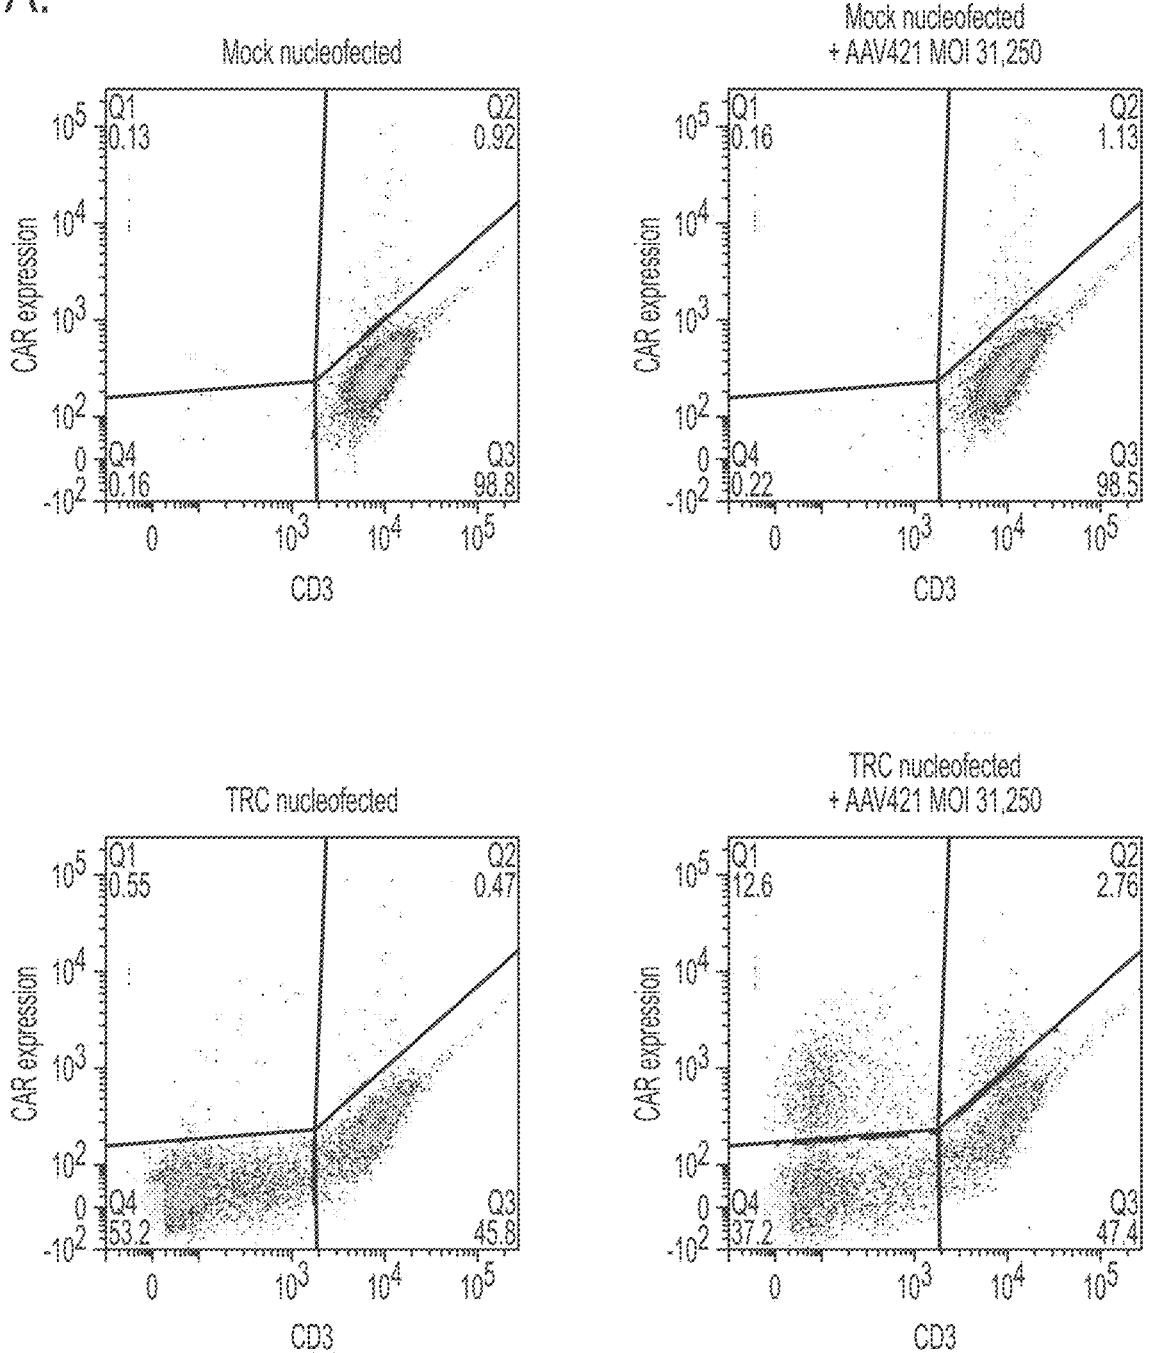 A.
Mock nucleofected
Q1
0.13
Q2
0.92
10^5
10^4
10^3
10^2
0
-10^2
CAR expression
Q4
0.16
Q3
98.8
0
10^3
10^4
10^5
CD3
Mock nucleofected
+ AAV421 MOI 31,250
Q1
0.16
Q2
1.13
10^5
10^4
10^3
10^2
0
-10^2
CAR expression
Q4
0.22
Q3
98.5
0
10^3
10^4
10^5
CD3
TRC nucleofected
Q1
0.55
Q2
0.47
10^5
10^4
10^3
10^2
0
-10^2
CAR expression
Q4
53.2
Q3
45.8
0
10^3
10^4
10^5
CD3
TRC nucleofected
+ AAV421 MOI 31,250
Q1
12.6
Q2
2.76
10^5
10^4
10^3
10^2
0
-10^2
CAR expression
Q4
37.2
Q3
47.4
0
10^3
10^4
10^5
CD3